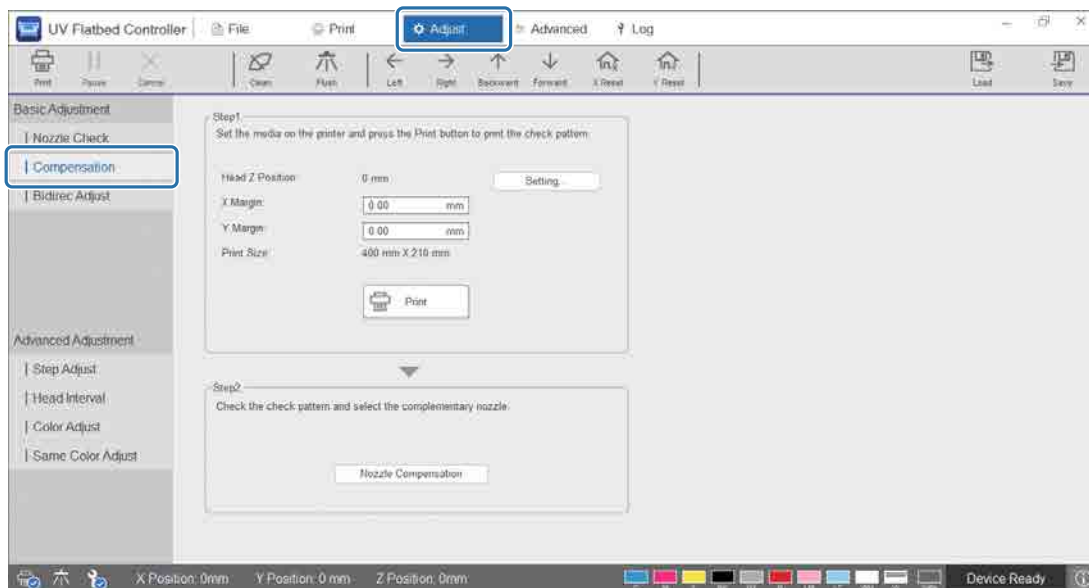 UV Flatbed Controller File Print Adjust Advanced Log
Print Pause Cancel Clean Flush Left Right Backward Forward X Reset Y Reset Load Save
Basic Adjustment
Nozzle Check
Compensation
Bidirec Adjust
Advanced Adjustment
Step Adjust
Head Interval
Color Adjust
Same Color Adjust
Step1
Set the media on the printer and press the Print button to print the check pattern.
Head Z Position: 0 mm Setting...
X Margin: 0.00 mm
Y Margin: 0.00 mm
Print Size: 400 mm X 210 mm
Print
Step2
Check the check pattern and select the complementary nozzle.
Nozzle Compensation
X Position: 0mm Y Position: 0 mm Z Position: 0mm Device Ready